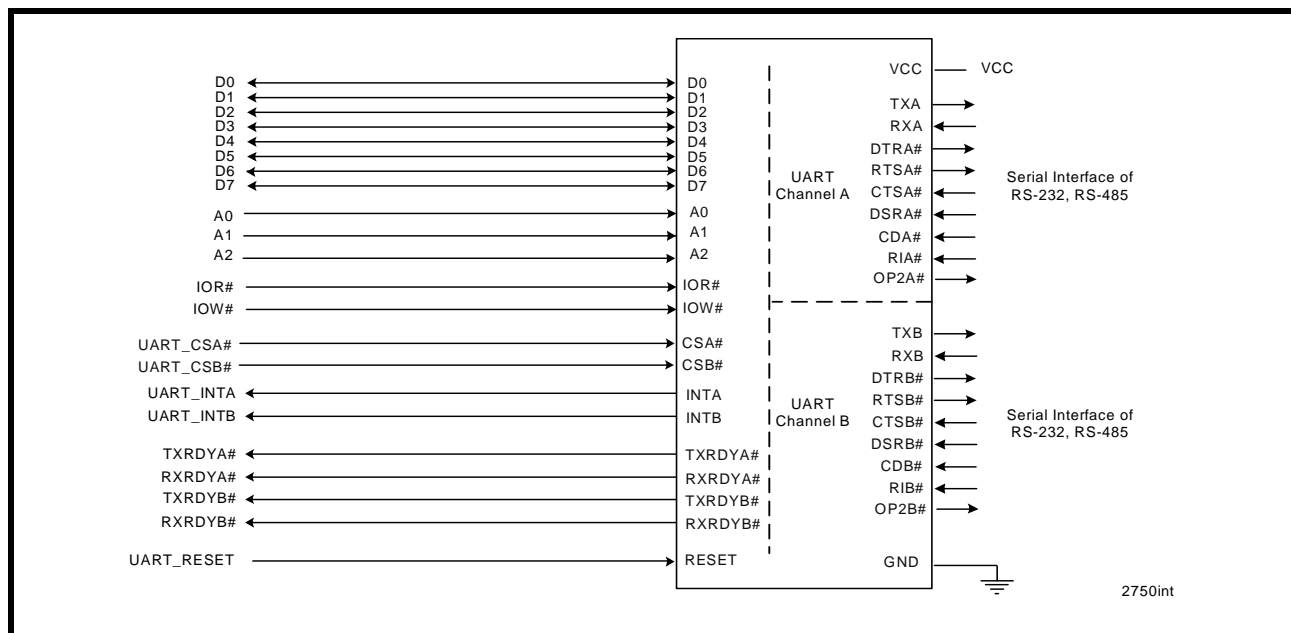 D0
D1
D2
D3
D4
D5
D6
D7
A0
A1
A2
IOR#
IOW#
UART_CSA#
UART_CSB#
UART_INTA
UART_INTB
TXRDYA#
RXRDYA#
TXRDYB#
RXRDYB#
UART_RESET
D0
D1
D2
D3
D4
D5
D6
D7
A0
A1
A2
IOR#
IOW#
CSA#
CSB#
INTA
INTB
TXRDYA#
RXRDYA#
TXRDYB#
RXRDYB#
RESET
UART
Channel A
UART
Channel B
VCC
TXA
RXA
DTRA#
RTSA#
CTSA#
DSRA#
CDA#
RIA#
OP2A#
TXB
RXB
DTRB#
RTSB#
CTSB#
DSRB#
CDB#
RIB#
OP2B#
GND
VCC
Serial Interface of
RS-232, RS-485
Serial Interface of
RS-232, RS-485
2750int